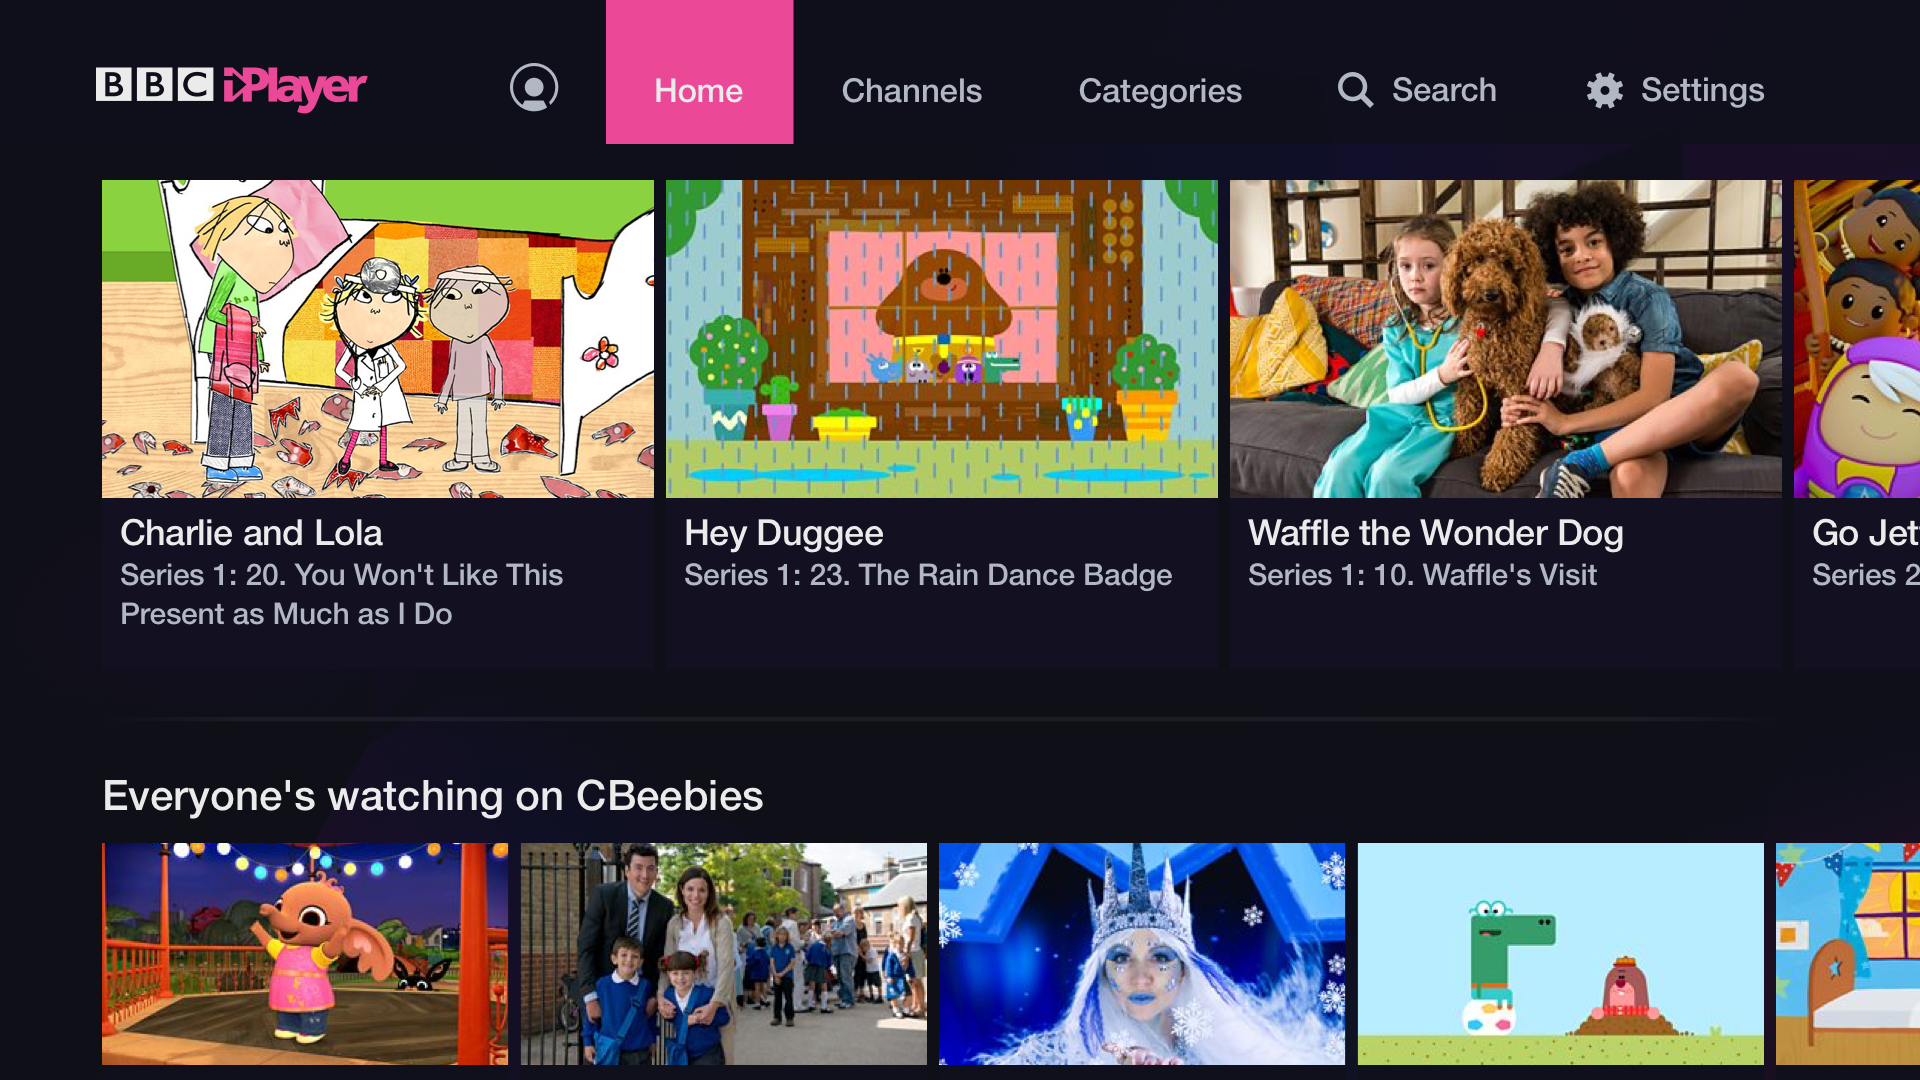 BBC iPlayer
Home
Channels
Categories
Search
Settings
Charlie and Lola
Series 1: 20. You Won't Like This
Present as Much as I Do
Hey Duggee
Series 1: 23. The Rain Dance Badge
Waffle the Wonder Dog
Series 1: 10. Waffle's Visit
Go Jet
Series 2
Everyone's watching on CBeebies